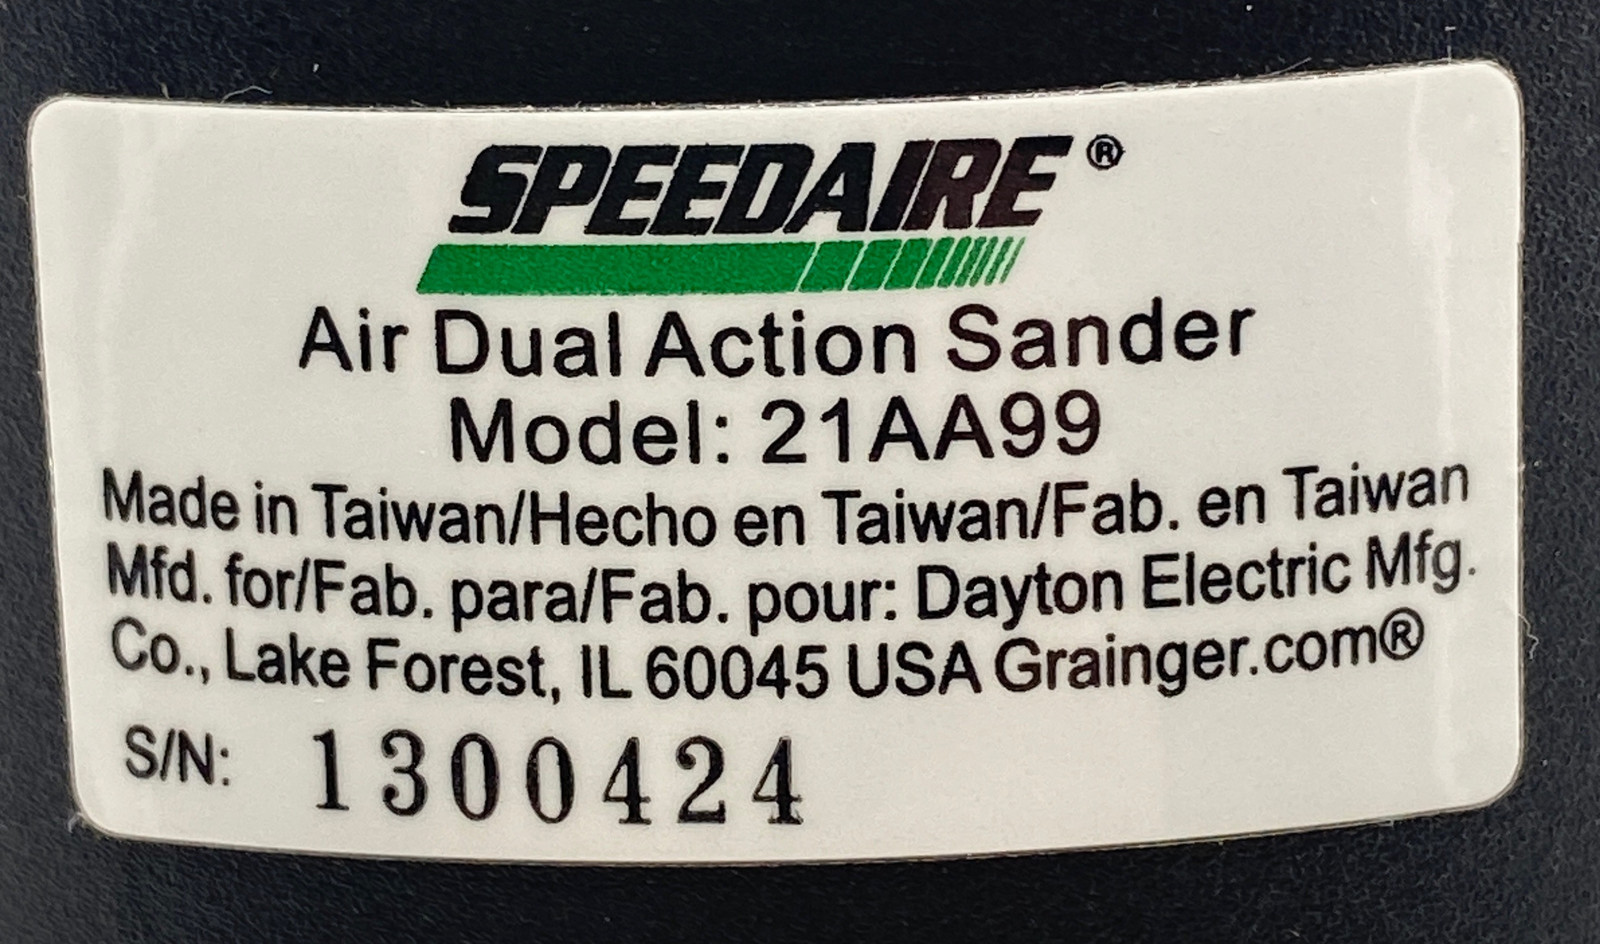 SPEEDAIRE®
Air Dual Action Sander
Model: 21AA99
Made in Taiwan/Hecho en Taiwan/Fab. en Taiwan
Mfd. for/Fab. para/Fab. pour: Dayton Electric Mfg.
Co., Lake Forest, IL 60045 USA Grainger.com®
S/N: 1300424